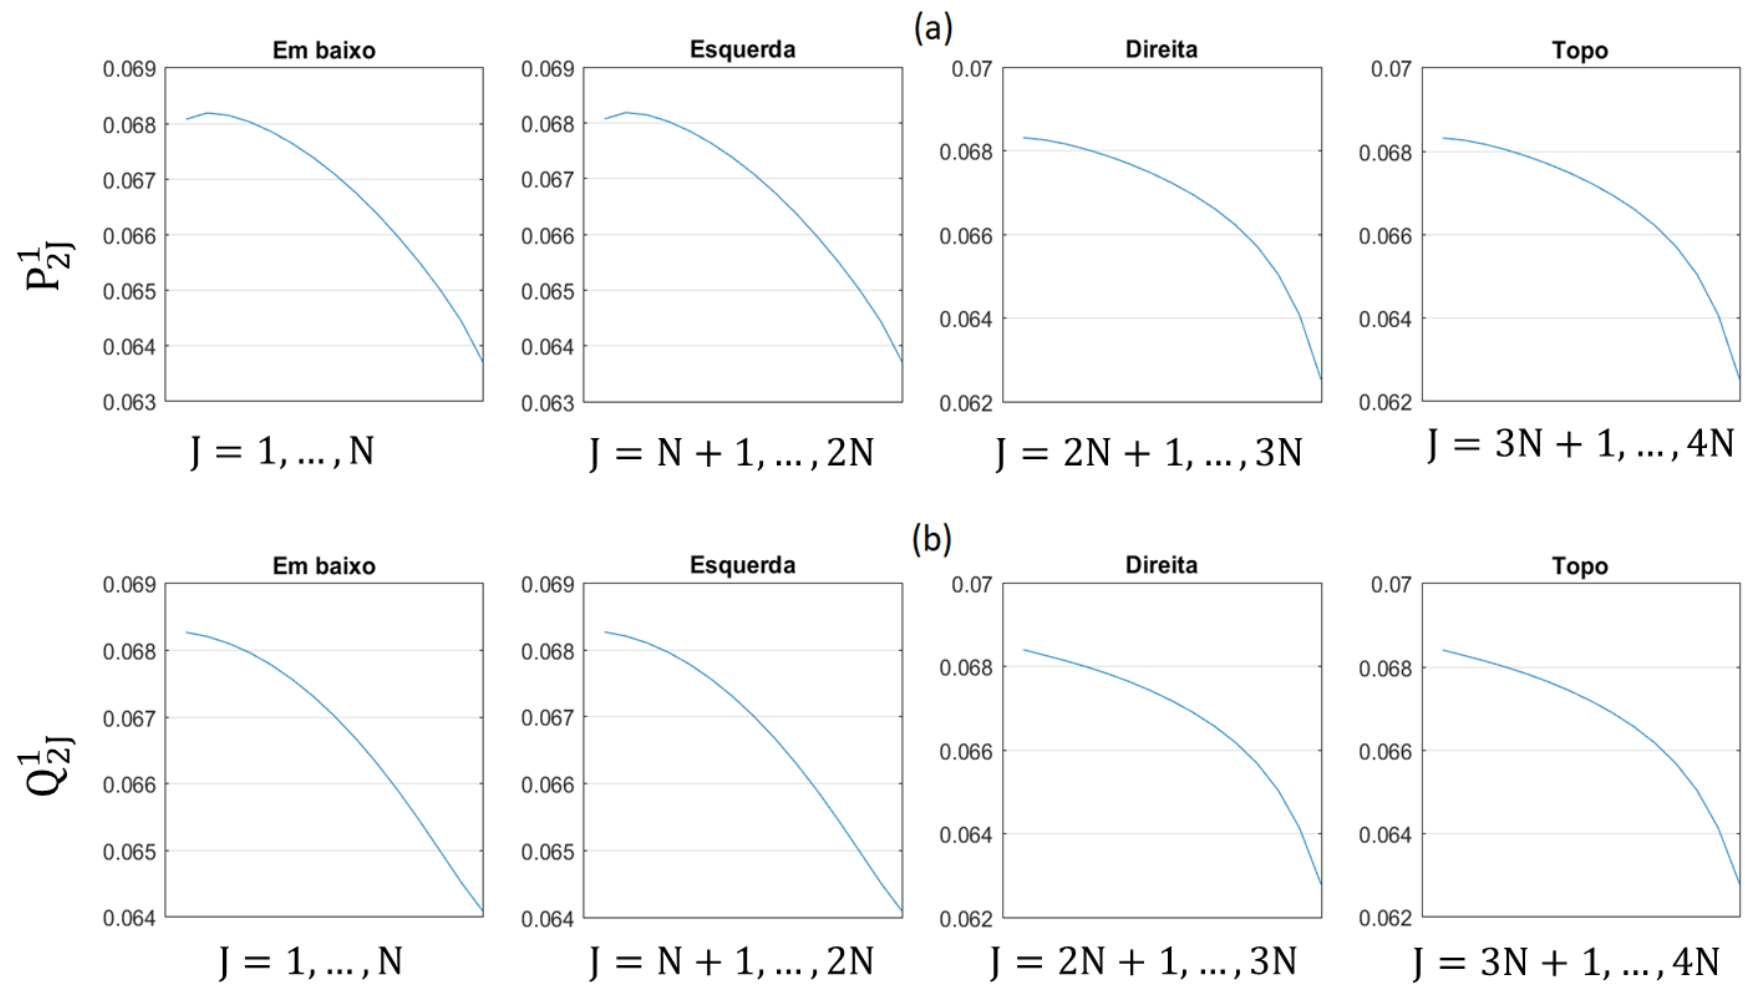 (a)
Em baixo
Esquerda
Direita
Topo
0.069
0.068
0.067
0.066
0.065
0.064
0.063
0.069
0.068
0.067
0.066
0.065
0.064
0.063
0.07
0.068
0.066
0.064
0.062
0.07
0.068
0.066
0.064
0.062
P¹₂J
J = 1, … , N
J = N + 1, … , 2N
J = 2N + 1, … , 3N
J = 3N + 1, … , 4N
(b)
Em baixo
Esquerda
Direita
Topo
0.069
0.068
0.067
0.066
0.065
0.064
0.069
0.068
0.067
0.066
0.065
0.064
0.07
0.068
0.066
0.064
0.062
0.07
0.068
0.066
0.064
0.062
Q¹₂J
J = 1, … , N
J = N + 1, … , 2N
J = 2N + 1, … , 3N
J = 3N + 1, … , 4N